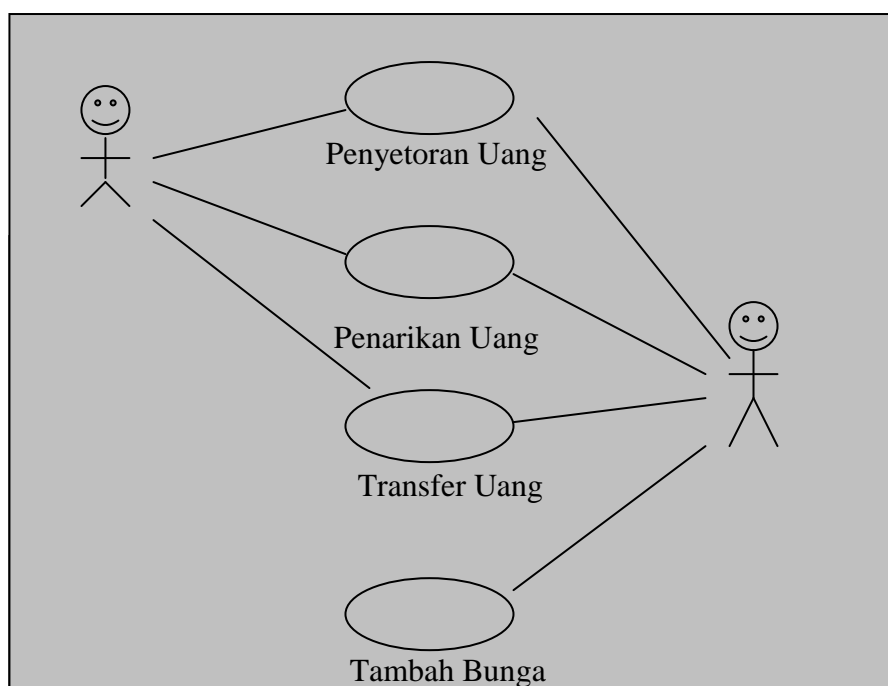 Penyetoran Uang
Penarikan Uang
Transfer Uang
Tambah Bunga